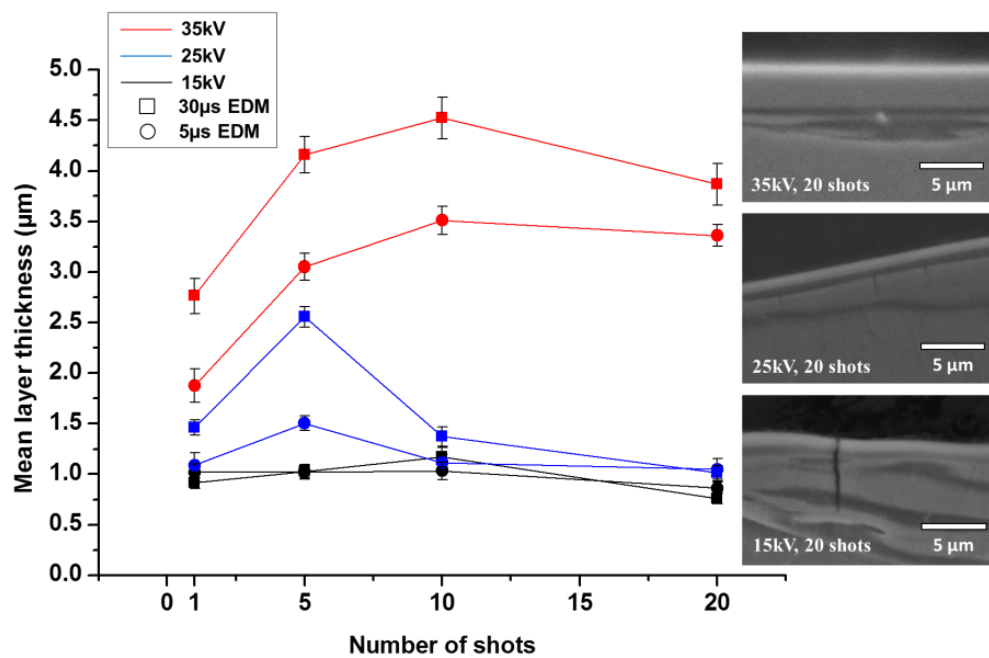 35kV
25kV
15kV
30µs EDM
5µs EDM
Mean layer thickness (µm)
5.0
4.5
4.0
3.5
3.0
2.5
2.0
1.5
1.0
0.5
0.0
0 1 5 10 15 20
Number of shots
35kV, 20 shots 5 µm
25kV, 20 shots 5 µm
15kV, 20 shots 5 µm